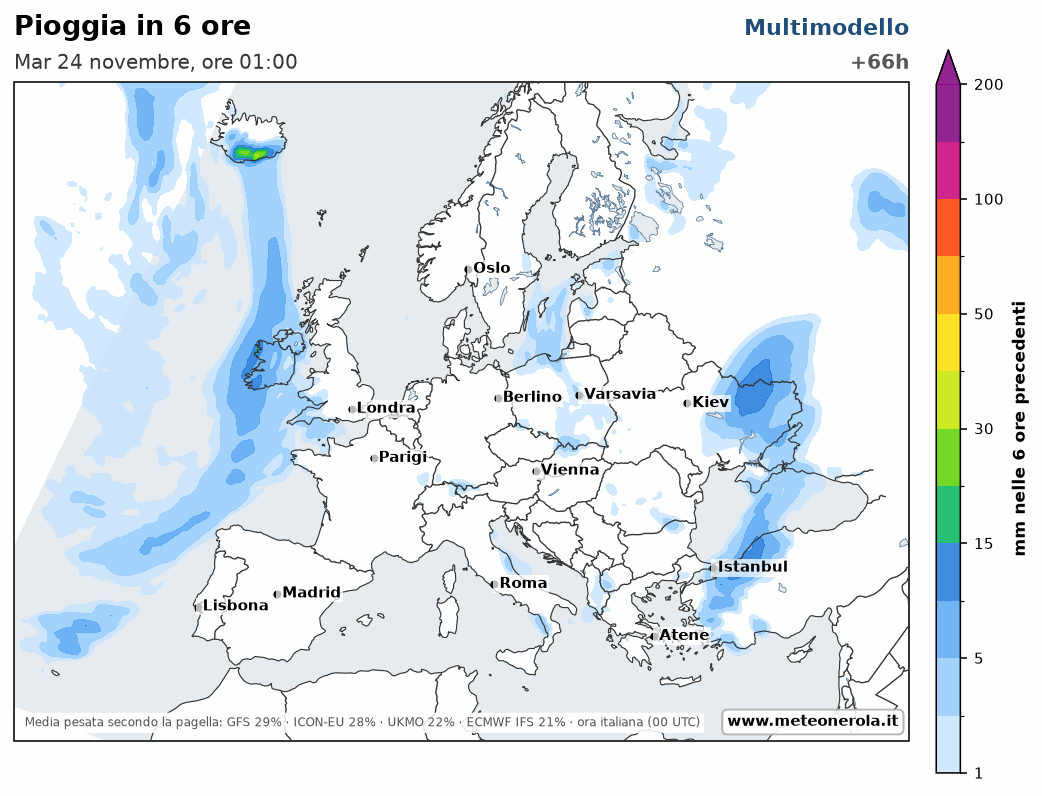 Pioggia in 6 ore
Multimodello
Mar 24 novembre, ore 01:00
+66h
200
100
50
30
15
5
1
mm nelle 6 ore precedenti
Oslo
Berlino
Varsavia
Kiev
Londra
Parigi
Vienna
Istanbul
Roma
Madrid
Lisbona
Atene
Media pesata secondo la pagella: GFS 29% · ICON-EU 28% · UKMO 22% · ECMWF IFS 21% · ora italiana (00 UTC)
www.meteonerola.it